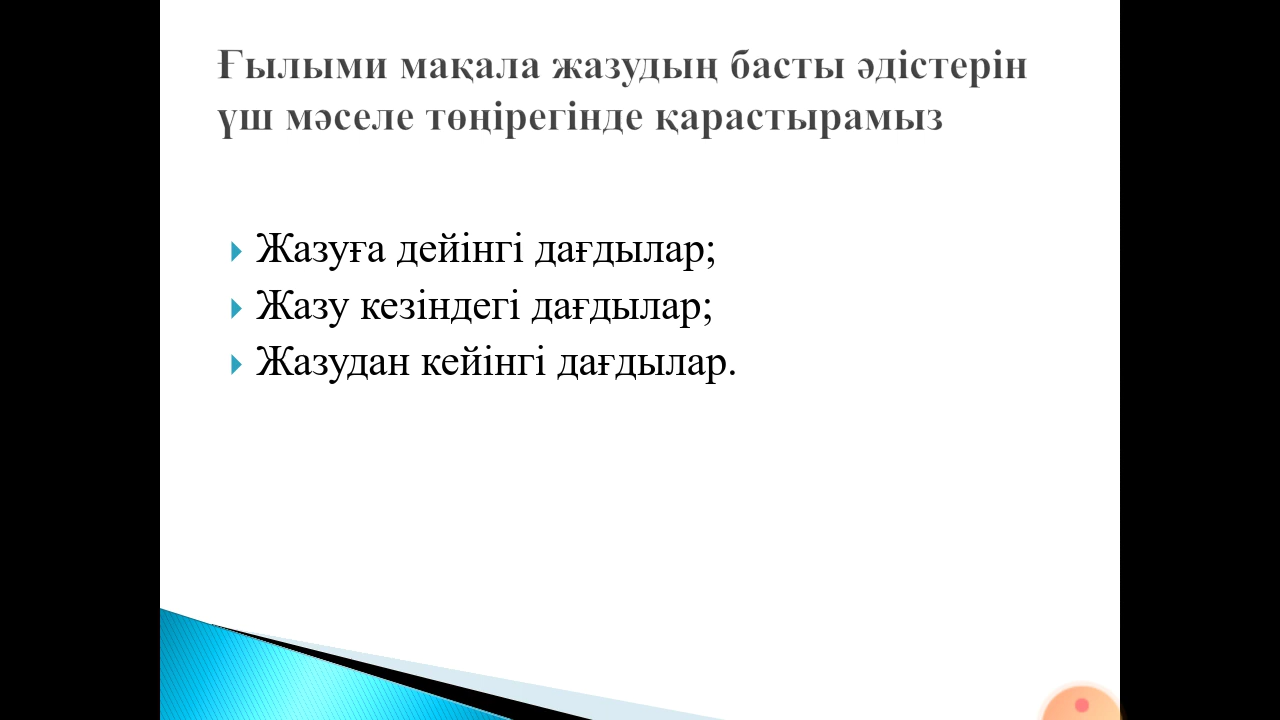 Ғылыми мақала жазудың басты әдістерін
үш мәселе төңірегінде қарастырамыз
Жазуға дейінгі дағдылар;
Жазу кезіндегі дағдылар;
Жазудан кейінгі дағдылар.